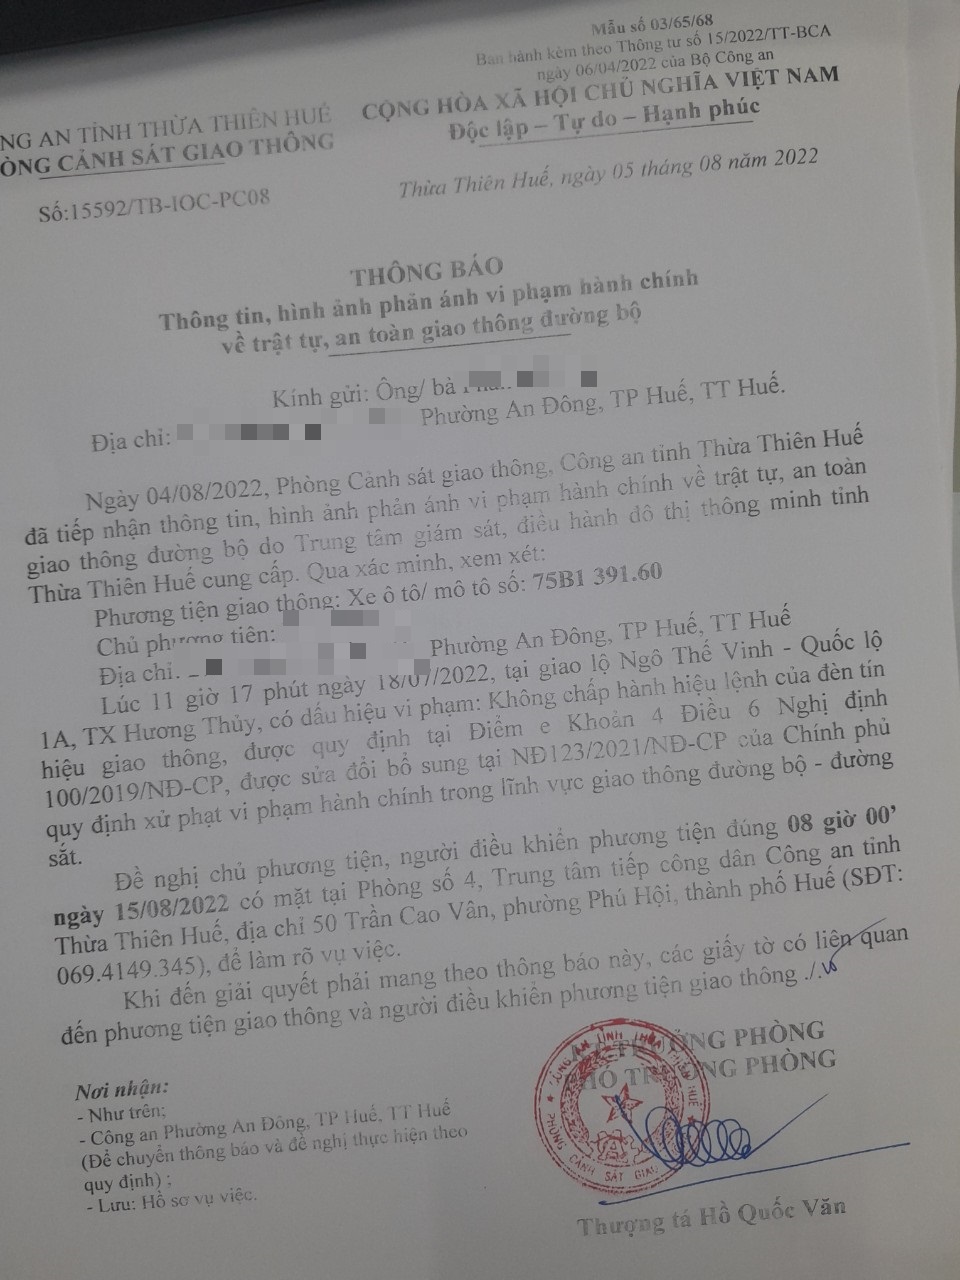 Mẫu số 03/65/68
Ban hành kèm theo Thông tư số 15/2022/TT-BCA
ngày 06/04/2022 của Bộ Công an
NG AN TỈNH THỪA THIÊN HUẾ
ÒNG CẢNH SÁT GIAO THÔNG
CỘNG HÒA XÃ HỘI CHỦ NGHĨA VIỆT NAM
Độc lập – Tự do – Hạnh phúc
Số:15592/TB-IOC-PC08
Thừa Thiên Huế, ngày 05 tháng 08 năm 2022
THÔNG BÁO
Thông tin, hình ảnh phản ánh vi phạm hành chính
về trật tự, an toàn giao thông đường bộ
Kính gửi: Ông/ bà
Địa chỉ: Phường An Đông, TP Huế, TT Huế.
Ngày 04/08/2022, Phòng Cảnh sát giao thông, Công an tỉnh Thừa Thiên Huế
đã tiếp nhận thông tin, hình ảnh phản ánh vi phạm hành chính về trật tự, an toàn
giao thông đường bộ do Trung tâm giám sát, điều hành đô thị thông minh tỉnh
Thừa Thiên Huế cung cấp. Qua xác minh, xem xét:
Phương tiện giao thông: Xe ô tô/ mô tô số: 75B1 391.60
Chủ phương tiện:
Địa chỉ: Phường An Đông, TP Huế, TT Huế
Lúc 11 giờ 17 phút ngày 18/07/2022, tại giao lộ Ngô Thế Vinh - Quốc lộ
1A, TX Hương Thủy, có dấu hiệu vi phạm: Không chấp hành hiệu lệnh của đèn tín
hiệu giao thông, được quy định tại Điểm e Khoản 4 Điều 6 Nghị định
100/2019/NĐ-CP, được sửa đổi bổ sung tại NĐ123/2021/NĐ-CP của Chính phủ
quy định xử phạt vi phạm hành chính trong lĩnh vực giao thông đường bộ - đường
sắt.
Đề nghị chủ phương tiện, người điều khiển phương tiện đúng 08 giờ 00’
ngày 15/08/2022 có mặt tại Phòng số 4, Trung tâm tiếp công dân Công an tỉnh
Thừa Thiên Huế, địa chỉ 50 Trần Cao Vân, phường Phú Hội, thành phố Huế (SĐT:
069.4149.345), để làm rõ vụ việc.
Khi đến giải quyết phải mang theo thông báo này, các giấy tờ có liên quan
đến phương tiện giao thông và người điều khiển phương tiện giao thông ./.
TRƯỞNG PHÒNG
PHÓ TRƯỞNG PHÒNG
CÔNG AN TỈNH THỪA THIÊN HUẾ
PHÒNG CẢNH SÁT GIAO
Nơi nhận:
- Như trên;
- Công an Phường An Đông, TP Huế, TT Huế
(Để chuyển thông báo và đề nghị thực hiện theo
quy định) ;
- Lưu: Hồ sơ vụ việc.
Thượng tá Hồ Quốc Văn